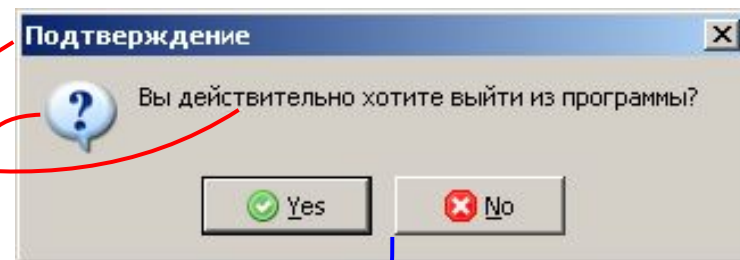 Подтверждение
Вы действительно хотите выйти из программы?
Yes No